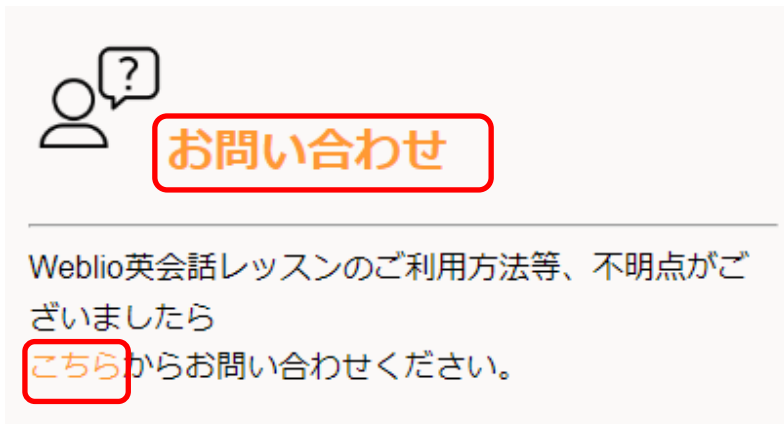 ?
お問い合わせ
Weblio英会話レッスンのご利用方法等、不明点がご
ざいましたら
こちらからお問い合わせください。